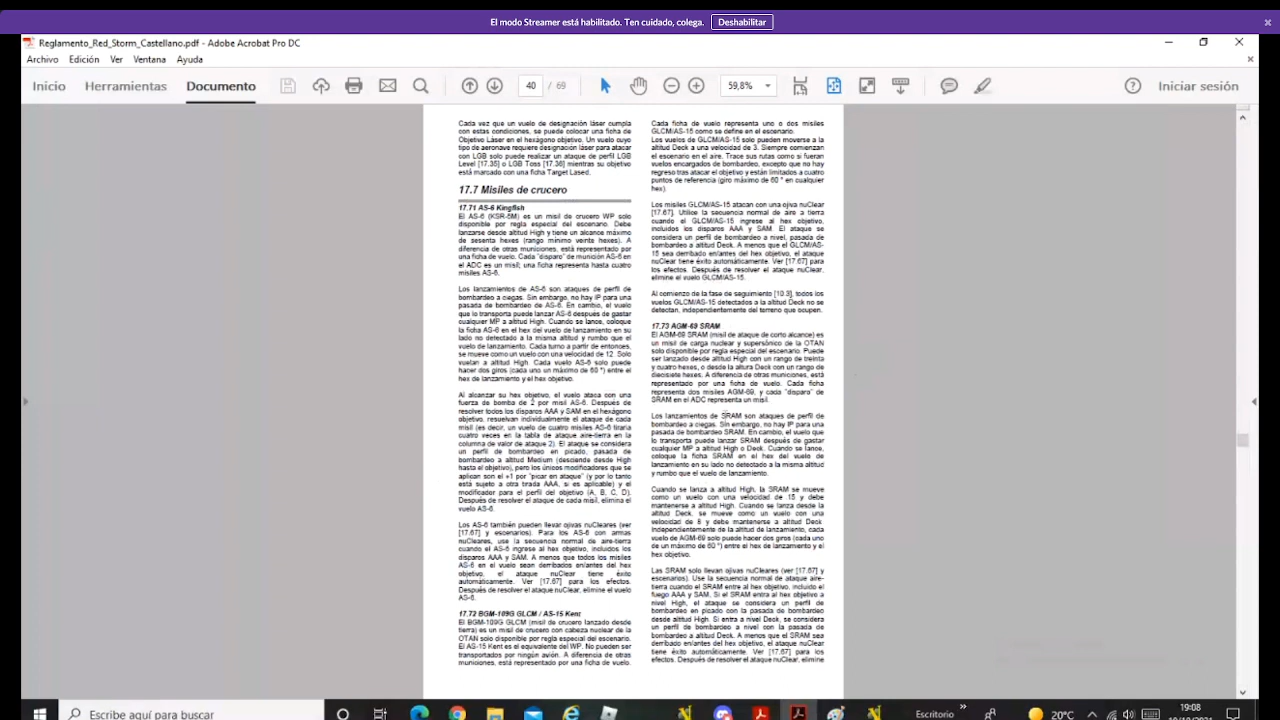 El modo Streamer está habilitado. Ten cuidado, colega. Deshabilitar ×
Reglamento_Red_Storm_Castellano.pdf - Adobe Acrobat Pro DC
Archivo Edición Ver Ventana Ayuda
Inicio Herramientas Documento 40 / 69 59,8% Iniciar sesión
Cada vez que un vuelo de designación láser cumpla
con estas condiciones, se puede colocar una ficha de
Objetivo Láser en el hexágono objetivo. Un vuelo cuyo
tipo de aeronave requiere designación láser para atacar
con LGB solo puede realizar un ataque de perfil LGB
Level [17.35] o LGB Toss [17.36] mientras su objetivo
está marcado con una ficha Target Lased.
17.7 Misiles de crucero
17.71 AS-6 Kingfish
El AS-6 (KSR-5M) es un misil de crucero WP solo
disponible por regla especial del escenario. Debe
lanzarse desde altitud High y tiene un alcance máximo
de sesenta hexes (rango mínimo veinte hexes). A
diferencia de otras municiones, está representado por
una ficha de vuelo. Cada "disparo" de munición AS-6 en
el ADC es un misil; una ficha representa hasta cuatro
misiles AS-6.
Los lanzamientos de AS-6 son ataques de perfil de
bombardeo a ciegas. Sin embargo, no hay IP para una
pasada de bombardeo de AS-6. En cambio, el vuelo
que lo transporta puede lanzar AS-6 después de gastar
cualquier MP a altitud High. Cuando se lance, coloque
la ficha AS-6 en el hex del vuelo de lanzamiento en su
lado no detectado a la misma altitud y rumbo que el
vuelo de lanzamiento. Cada turno a partir de entonces,
se mueve como un vuelo con una velocidad de 12. Solo
vuelan a altitud High. Cada vuelo AS-6 solo puede
hacer dos giros (cada uno un máximo de 60 °) entre el
hex de lanzamiento y el hex objetivo.
Al alcanzar su hex objetivo, el vuelo ataca con una
fuerza de bomba de 2 por misil AS-6. Después de
resolver todos los disparos AAA y SAM en el hexágono
objetivo, resuelvan individualmente el ataque de cada
misil (es decir, un vuelo de cuatro misiles AS-6 tiraría
cuatro veces en la tabla de ataque aire-tierra en la
columna de valor de ataque 2). El ataque se considera
un perfil de bombardeo en picado, pasada de
bombardeo a altitud Medium (desciende desde High
hasta el objetivo), pero los únicos modificadores que se
aplican son el +1 por "picar en ataque" (y por lo tanto
está sujeto a otra tirada AAA, si es aplicable) y el
modificador para el perfil del objetivo (A, B, C, D).
Después de resolver el ataque de cada misil, elimina el
vuelo AS-6.
Los AS-6 también pueden llevar ojivas nuCleares (ver
[17.67] y escenarios). Para los AS-6 con armas
nuCleares, use la secuencia normal de aire-tierra
cuando el AS-6 ingrese al hex objetivo, incluidos los
disparos AAA y SAM. A menos que todos los misiles
AS-6 en el vuelo sean derribados en/antes del hex
objetivo, el ataque nuClear tiene éxito
automáticamente. Ver [17.67] para los efectos.
Después de resolver el ataque nuClear, elimine el vuelo
AS-6.
17.72 BGM-109G GLCM / AS-15 Kent
El BGM-109G GLCM (misil de crucero lanzado desde
tierra) es un misil de crucero con cabeza nuclear de la
OTAN solo disponible por regla especial del escenario.
El AS-15 Kent es el equivalente del WP. No pueden ser
transportados por ningún avión. A diferencia de otras
municiones, está representado por una ficha de vuelo.
Cada ficha de vuelo representa uno o dos misiles
GLCM/AS-15 como se define en el escenario.
Los vuelos de GLCM/AS-15 solo pueden moverse a la
altitud Deck a una velocidad de 3. Siempre comienzan
el escenario en el aire. Trace sus rutas como si fueran
vuelos encargados de bombardeo, excepto que no hay
regreso tras atacar el objetivo y están limitados a cuatro
puntos de referencia (giro máximo de 60 ° en cualquier
hex).
Los misiles GLCM/AS-15 atacan con una ojiva nuClear
[17.67]. Utilice la secuencia normal de aire a tierra
cuando el GLCM/AS-15 ingrese al hex objetivo,
incluidos los disparos AAA y SAM. El ataque se
considera un perfil de bombardeo a nivel, pasada de
bombardeo a altitud Deck. A menos que el GLCM/AS-
15 sea derribado en/antes del hex objetivo, el ataque
nuClear tiene éxito automáticamente. Ver [17.67] para
los efectos. Después de resolver el ataque nuClear,
elimine el vuelo GLCM/AS-15.
Al comienzo de la fase de seguimiento [10.3], todos los
vuelos GLCM/AS-15 detectados a la altitud Deck no se
detectan, independientemente del terreno que ocupen.
17.73 AGM-69 SRAM
El AGM-69 SRAM (misil de ataque de corto alcance) es
un misil de carga nuclear y supersónico de la OTAN
solo disponible por regla especial del escenario. Puede
ser lanzado desde altitud High con un rango de treinta
y cuatro hexes, o desde la altura Deck con un rango de
diecisiete hexes. A diferencia de otras municiones, está
representado por una ficha de vuelo. Cada ficha
representa dos misiles AGM-69, y cada "dispara" de
SRAM en el ADC representa un misil.
Los lanzamientos de SRAM son ataques de perfil de
bombardeo a ciegas. Sin embargo, no hay IP para una
pasada de bombardeo SRAM. En cambio, el vuelo que
lo transporta puede lanzar SRAM después de gastar
cualquier MP a altitud High o Deck. Cuando se lance,
coloque la ficha SRAM en el hex del vuelo de
lanzamiento en su lado no detectado a la misma altitud
y rumbo que el vuelo de lanzamiento.
Cuando se lanza a altitud High, la SRAM se mueve
como un vuelo con una velocidad de 15 y debe
mantenerse a altitud High. Cuando se lanza desde la
altitud Deck, se mueve como un vuelo con una
velocidad de 8 y debe mantenerse a altitud Deck.
Independientemente de la altitud de lanzamiento, cada
vuelo de AGM-69 solo puede hacer dos giros (cada uno
de un máximo de 60 °) entre el hex de lanzamiento y el
hex objetivo.
Las SRAM solo llevan ojivas nuCleares (ver [17.67] y
escenarios). Use la secuencia normal de ataque aire-
tierra cuando el SRAM entre al hex objetivo, incluido el
fuego AAA y SAM. Si el SRAM entra al hex objetivo a
nivel High, el ataque se considera un perfil de
bombardeo en picado con la pasada de bombardeo
desde altitud High. Si entra a nivel Deck, se considera
un perfil de bombardeo a nivel con la pasada de
bombardeo a altitud Deck. A menos que el SRAM sea
derribado en/antes del hex objetivo, el ataque nuClear
tiene éxito automáticamente. Ver [17.67] para los
efectos. Después de resolver el ataque nuClear, elimine
Escribe aquí para buscar Escritorio 20°C 19:08